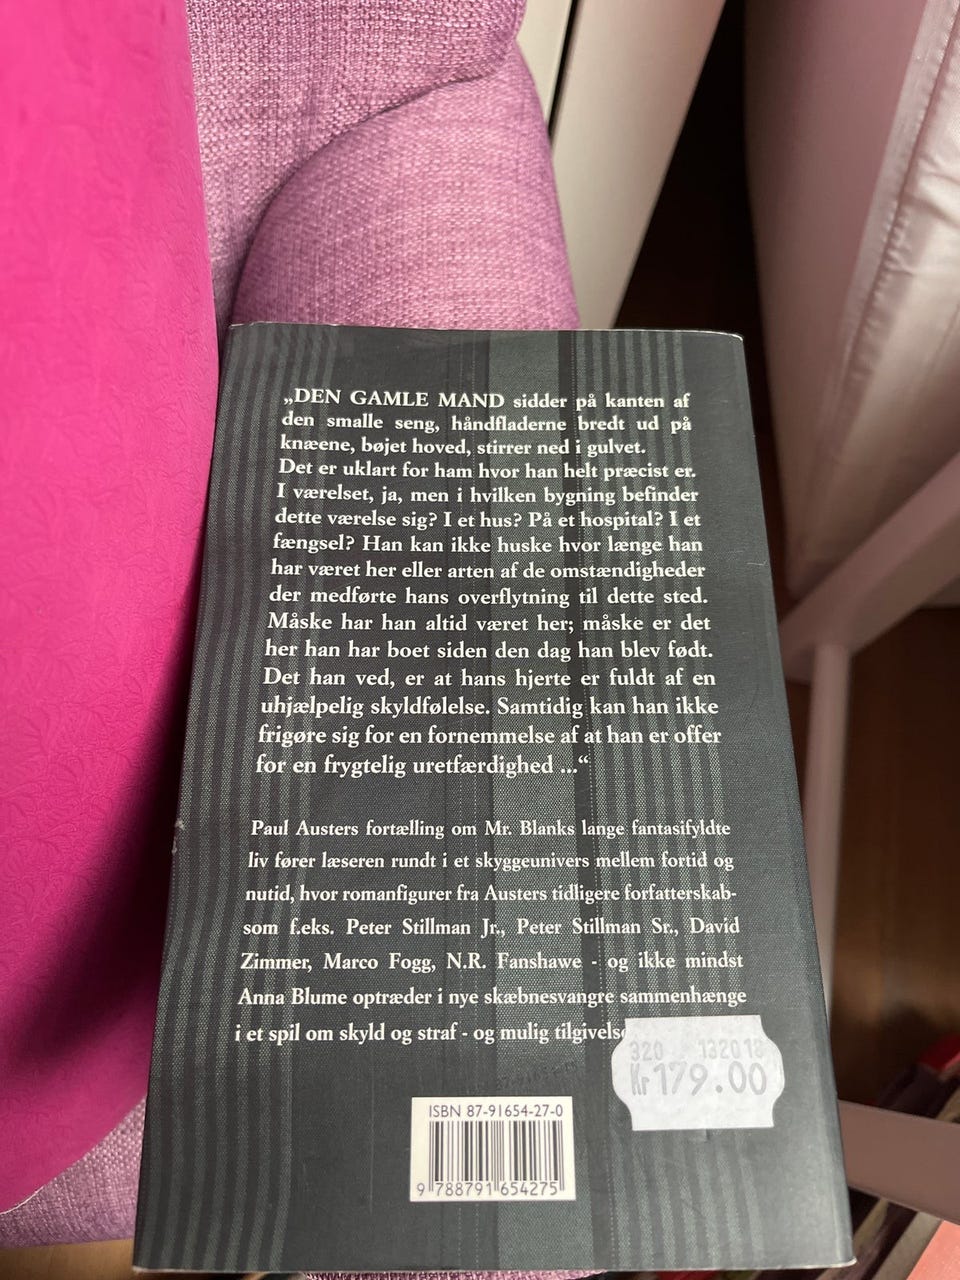 „DEN GAMLE MAND sidder på kanten af
den smalle seng, håndfladerne bredt ud på
knæene, bøjet hoved, stirrer ned i gulvet.
Det er uklart for ham hvor han helt præcist er.
I værelset, ja, men i hvilken bygning befinder
dette værelse sig? I et hus? På et hospital? I et
fængsel? Han kan ikke huske hvor længe han
har været her eller arten af de omstændigheder
der medførte hans overflytning til dette sted.
Måske har han altid været her; måske er det
her han har boet siden den dag han blev født.
Det han ved, er at hans hjerte er fuldt af en
uhjælpelig skyldfølelse. Samtidig kan han ikke
frigøre sig for en fornemmelse af at han er offer
for en frygtelig uretfærdighed ...“
Paul Austers fortælling om Mr. Blanks lange fantasifyldte
liv fører læseren rundt i et skyggeunivers mellem fortid og
nutid, hvor romanfigurer fra Austers tidligere forfatterskab-
som f.eks. Peter Stillman Jr., Peter Stillman Sr., David
Zimmer, Marco Fogg, N.R. Fanshawe - og ikke mindst
Anna Blume optræder i nye skæbnesvangre sammenhænge
i et spil om skyld og straf - og mulig tilgivelse
320 132018
Kr 179.00
ISBN 87-91654-27-0
9 788791 654275